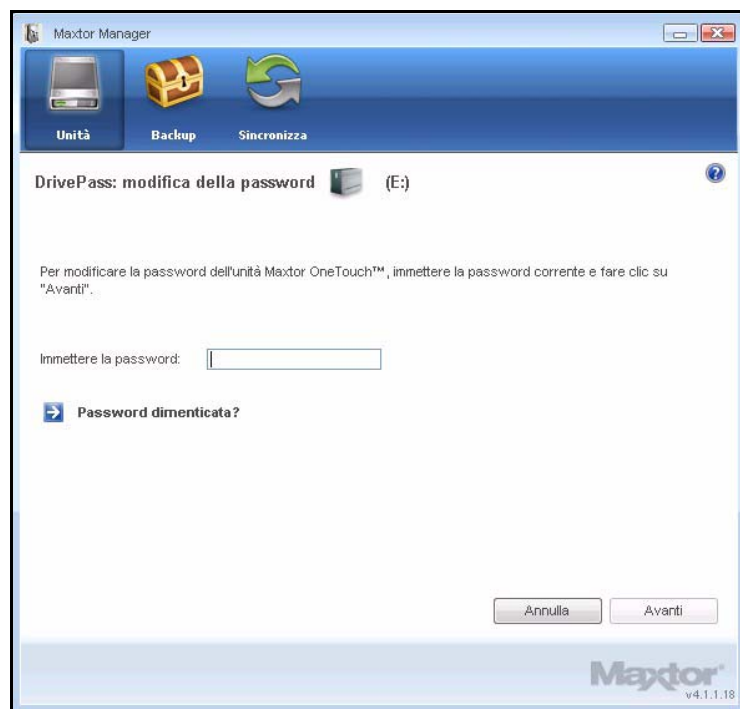 Maxtor Manager
Unità
Backup
Sincronizza
DrivePass: modifica della password (E:)
Per modificare la password dell'unità Maxtor OneTouch™, immettere la password corrente e fare clic su
"Avanti".
Immettere la password:
Password dimenticata?
Annulla
Avanti
Maxtor
v4.1.1.18